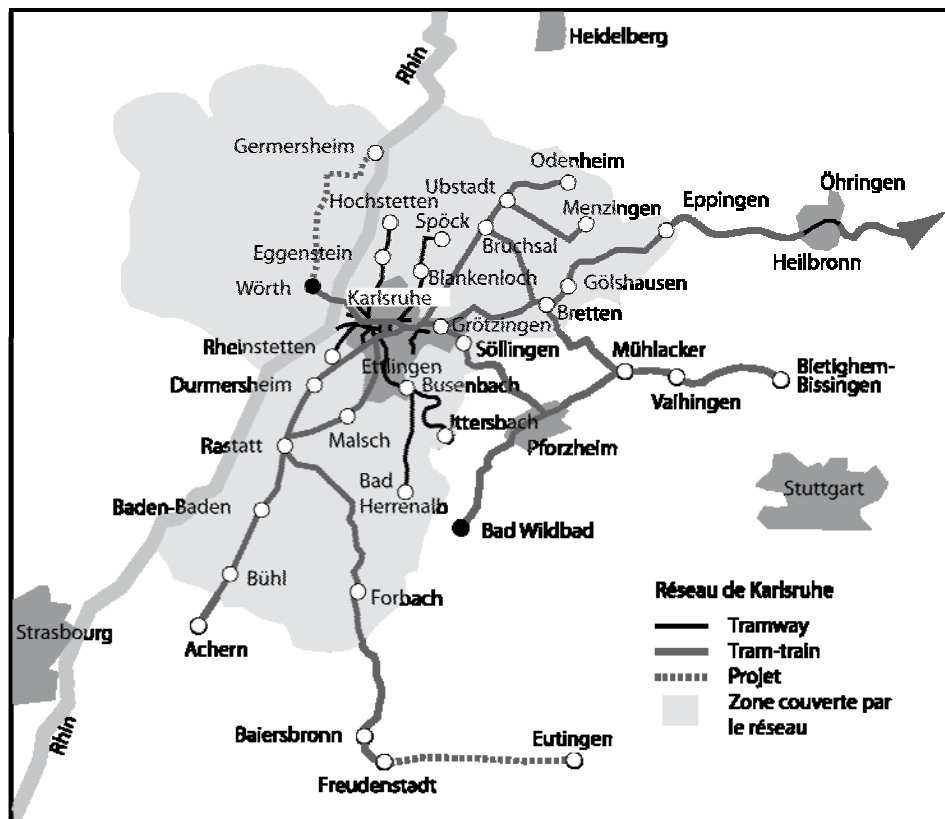 Heidelberg
Rhin
Germersheim
Odenheim
Ubstadt
Hochstetten
Spöck
Menzingen
Eppingen
Öhringen
Bruchsal
Eggenstein
Blankenloch
Heilbronn
Wörth
Karlsruhe
Gölshausen
Grötzingen
Bretten
Rheinstetten
Söllingen
Mühlacker
Ettlingen
Durmersheim
Busenbach
Bietighem-
Bissingen
Vaihingen
Ittersbach
Malsch
Rastatt
Pforzheim
Bad
Herrenalb
Baden-Baden
Stuttgart
Bad Wildbad
Bühl
Forbach
Strasbourg
Achern
Réseau de Karlsruhe
Tramway
Tram-train
Projet
Zone couverte par
le réseau
Rhin
Baiersbronn
Eutingen
Freudenstadt